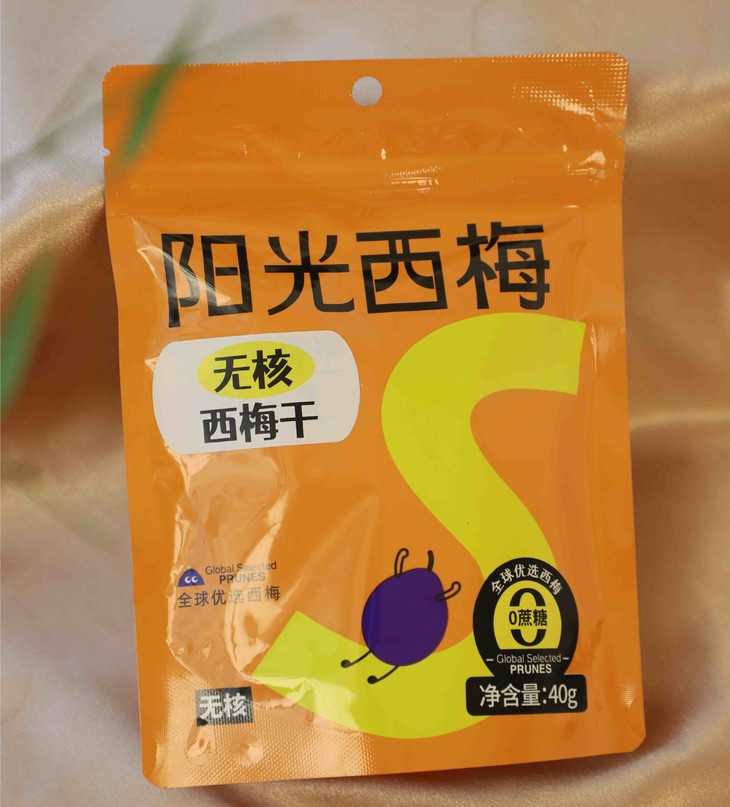 阳光西梅
无核
西梅干
Global Selected
PRUNES
全球优选西梅
全球优选西梅
0
0蔗糖
Global Selected
PRUNES
净含量:40g
无核